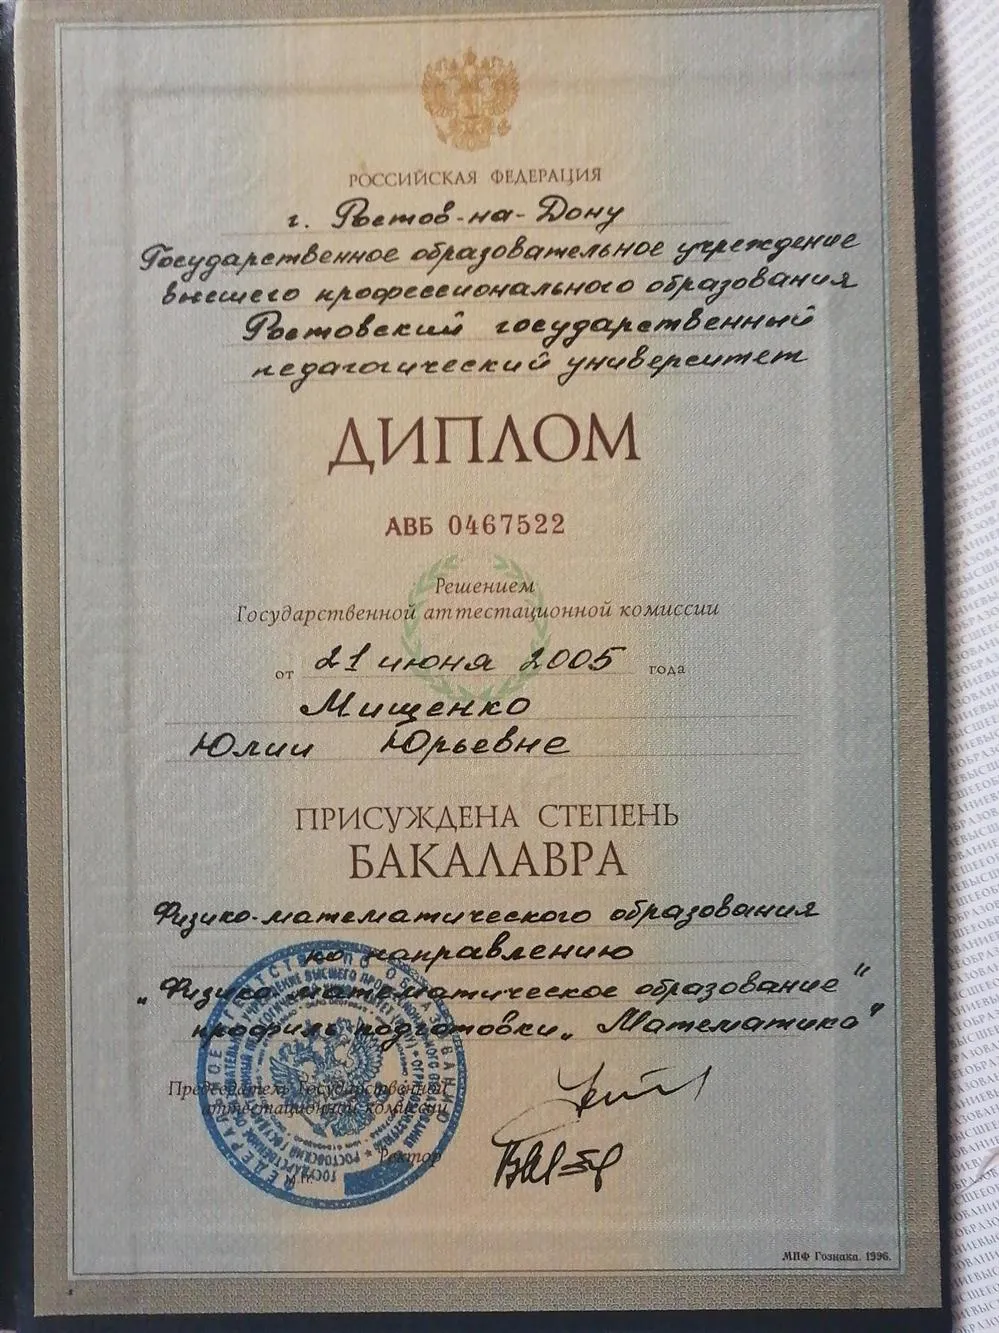 РОССИЙСКАЯ ФЕДЕРАЦИЯ
г. Ростов-на-Дону
Государственное образовательное учреждение
высшего профессионального образования
Ростовский государственный
педагогический университет
ДИПЛОМ
АВБ 0467522
Решением
Государственной аттестационной комиссии
от 21 июня 2005 года
Мищенко
Юлии Юрьевне
ПРИСУЖДЕНА СТЕПЕНЬ
БАКАЛАВРА
Физико-математического образования
по направлению
„Физико-математическое образование"
профиль подготовки „Математика"
Председатель Государственной
аттестационной комиссии
Ректор
М.П.
МПФ Гознака. 1996.